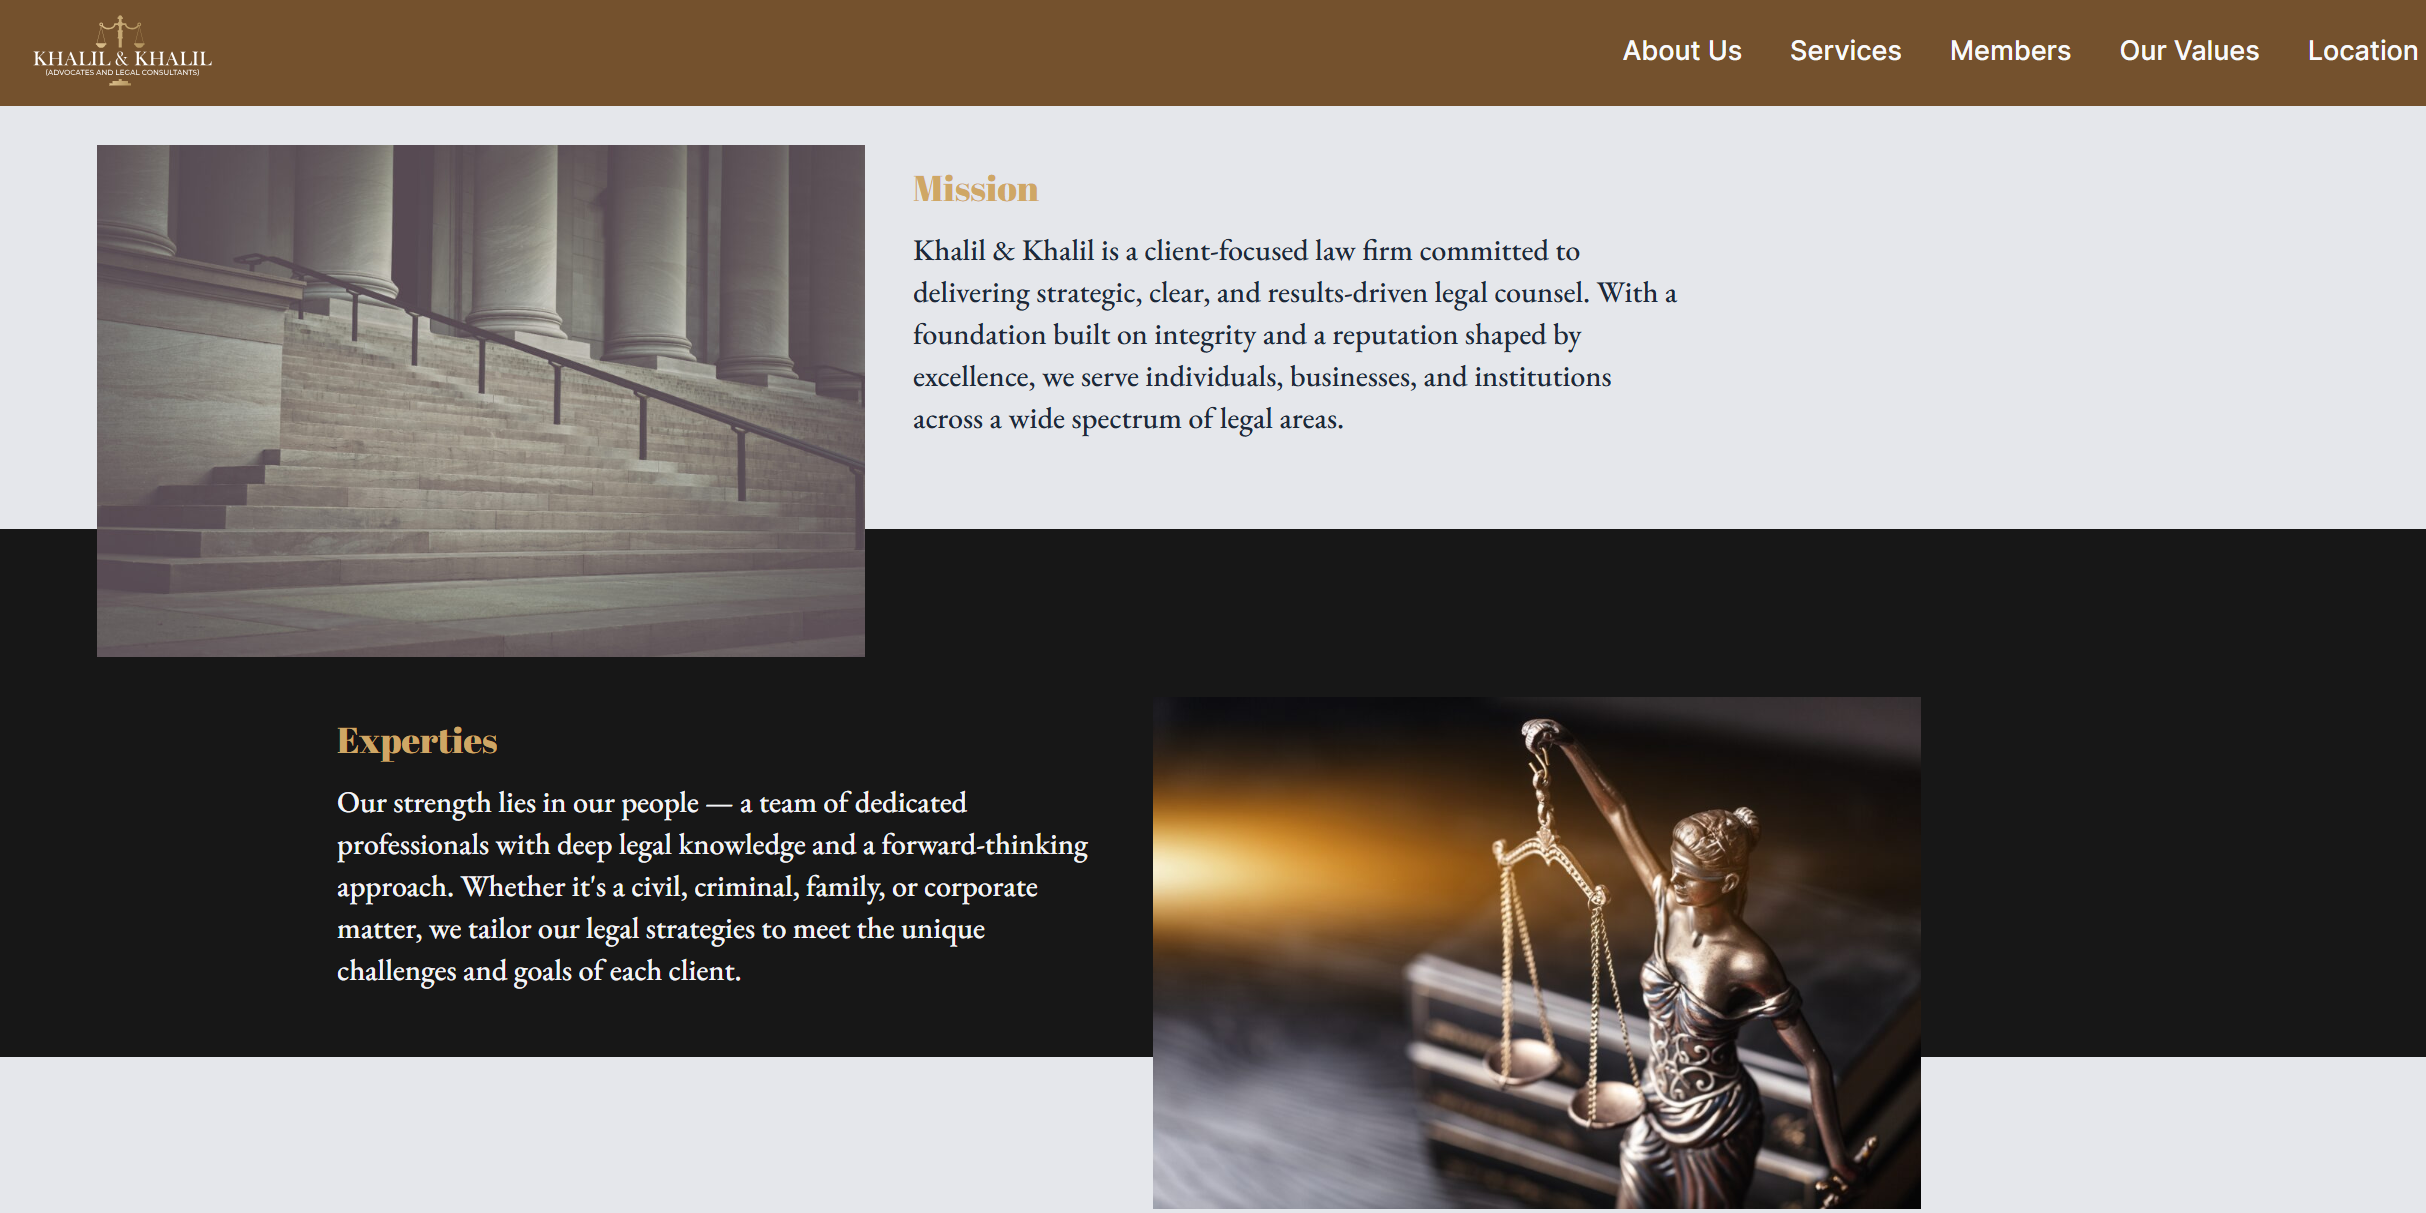 KHALIL & KHALIL
(ADVOCATES AND LEGAL CONSULTANTS)
About Us Services Members Our Values Location
Mission
Khalil & Khalil is a client-focused law firm committed to
delivering strategic, clear, and results-driven legal counsel. With a
foundation built on integrity and a reputation shaped by
excellence, we serve individuals, businesses, and institutions
across a wide spectrum of legal areas.
Experties
Our strength lies in our people — a team of dedicated
professionals with deep legal knowledge and a forward-thinking
approach. Whether it's a civil, criminal, family, or corporate
matter, we tailor our legal strategies to meet the unique
challenges and goals of each client.